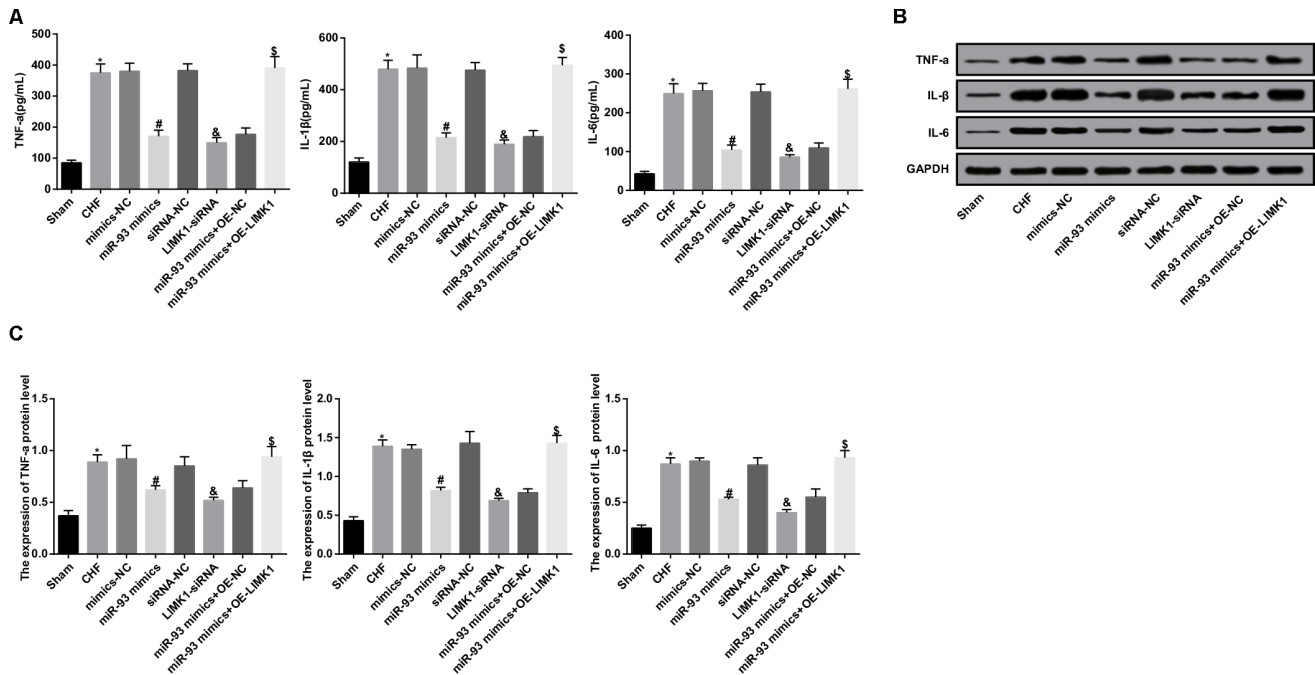 A
TNF-a(pg/mL)
500
400
300
200
100
0
*
#
&
$
Sham
CHF
mimics-NC
miR-93 mimics
siRNA-NC
LIMK1-siRNA
miR-93 mimics+OE-NC
miR-93 mimics+OE-LIMK1
IL-1β(pg/mL)
600
400
200
0
*
#
&
$
Sham
CHF
mimics-NC
miR-93 mimics
siRNA-NC
LIMK1-siRNA
miR-93 mimics+OE-NC
miR-93 mimics+OE-LIMK1
IL-6(pg/mL)
400
300
200
100
0
*
#
&
$
Sham
CHF
mimics-NC
miR-93 mimics
siRNA-NC
LIMK1-siRNA
miR-93 mimics+OE-NC
miR-93 mimics+OE-LIMK1
B
TNF-a
IL-β
IL-6
GAPDH
Sham
CHF
mimics-NC
miR-93 mimics
siRNA-NC
LIMK1-siRNA
miR-93 mimics+OE-NC
miR-93 mimics+OE-LIMK1
C
The expression of TNF-a protein level
1.5
1.0
0.5
0.0
*
#
&
$
Sham
CHF
mimics-NC
miR-93 mimics
siRNA-NC
LIMK1-siRNA
miR-93 mimics+OE-NC
miR-93 mimics+OE-LIMK1
The expression of IL-1β protein level
2.0
1.5
1.0
0.5
0.0
*
#
&
$
Sham
CHF
mimics-NC
miR-93 mimics
siRNA-NC
LIMK1-siRNA
miR-93 mimics+OE-NC
miR-93 mimics+OE-LIMK1
The expression of IL-6 protein level
1.5
1.0
0.5
0.0
*
#
&
$
Sham
CHF
mimics-NC
miR-93 mimics
siRNA-NC
LIMK1-siRNA
miR-93 mimics+OE-NC
miR-93 mimics+OE-LIMK1